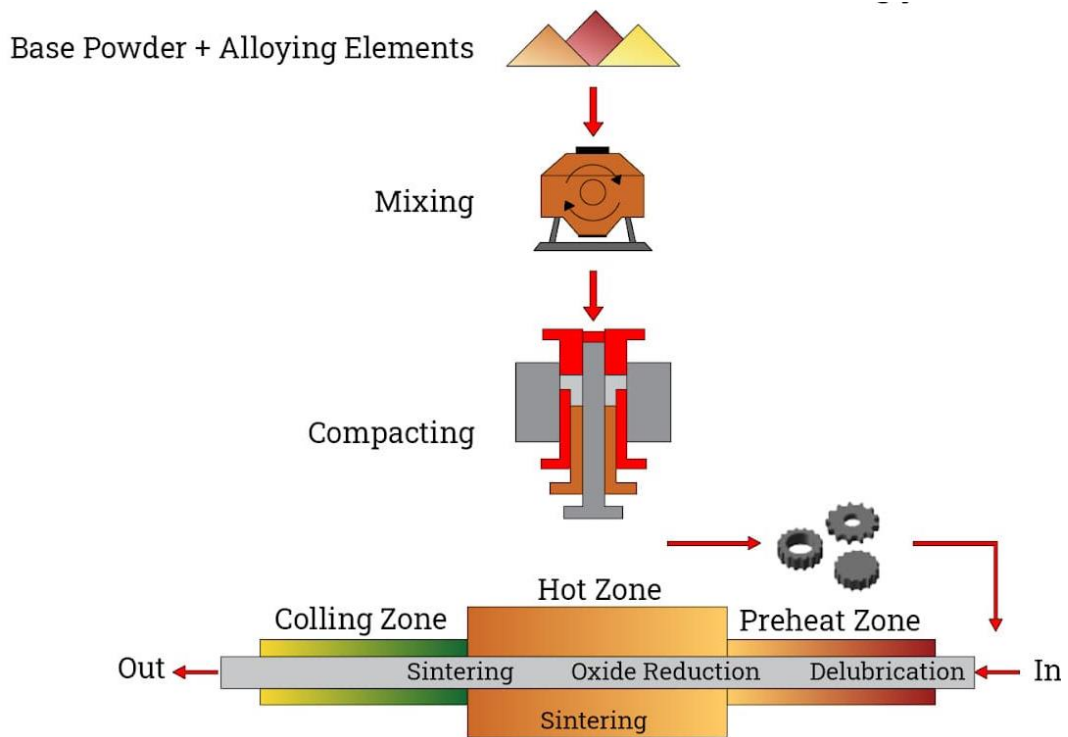 Base Powder + Alloying Elements
Mixing
Compacting
Hot Zone
Colling Zone
Preheat Zone
Out
Sintering
Oxide Reduction
Delubrication
In
Sintering